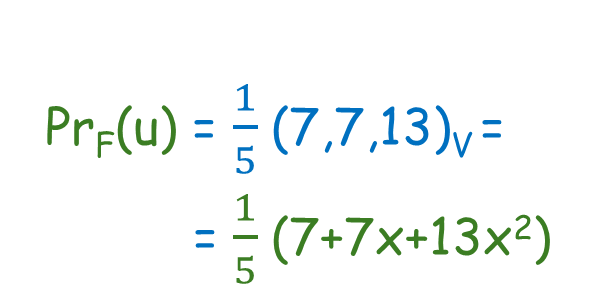 Pr_F(u) = 1/5 (7,7,13)_V =
= 1/5 (7+7x+13x²)